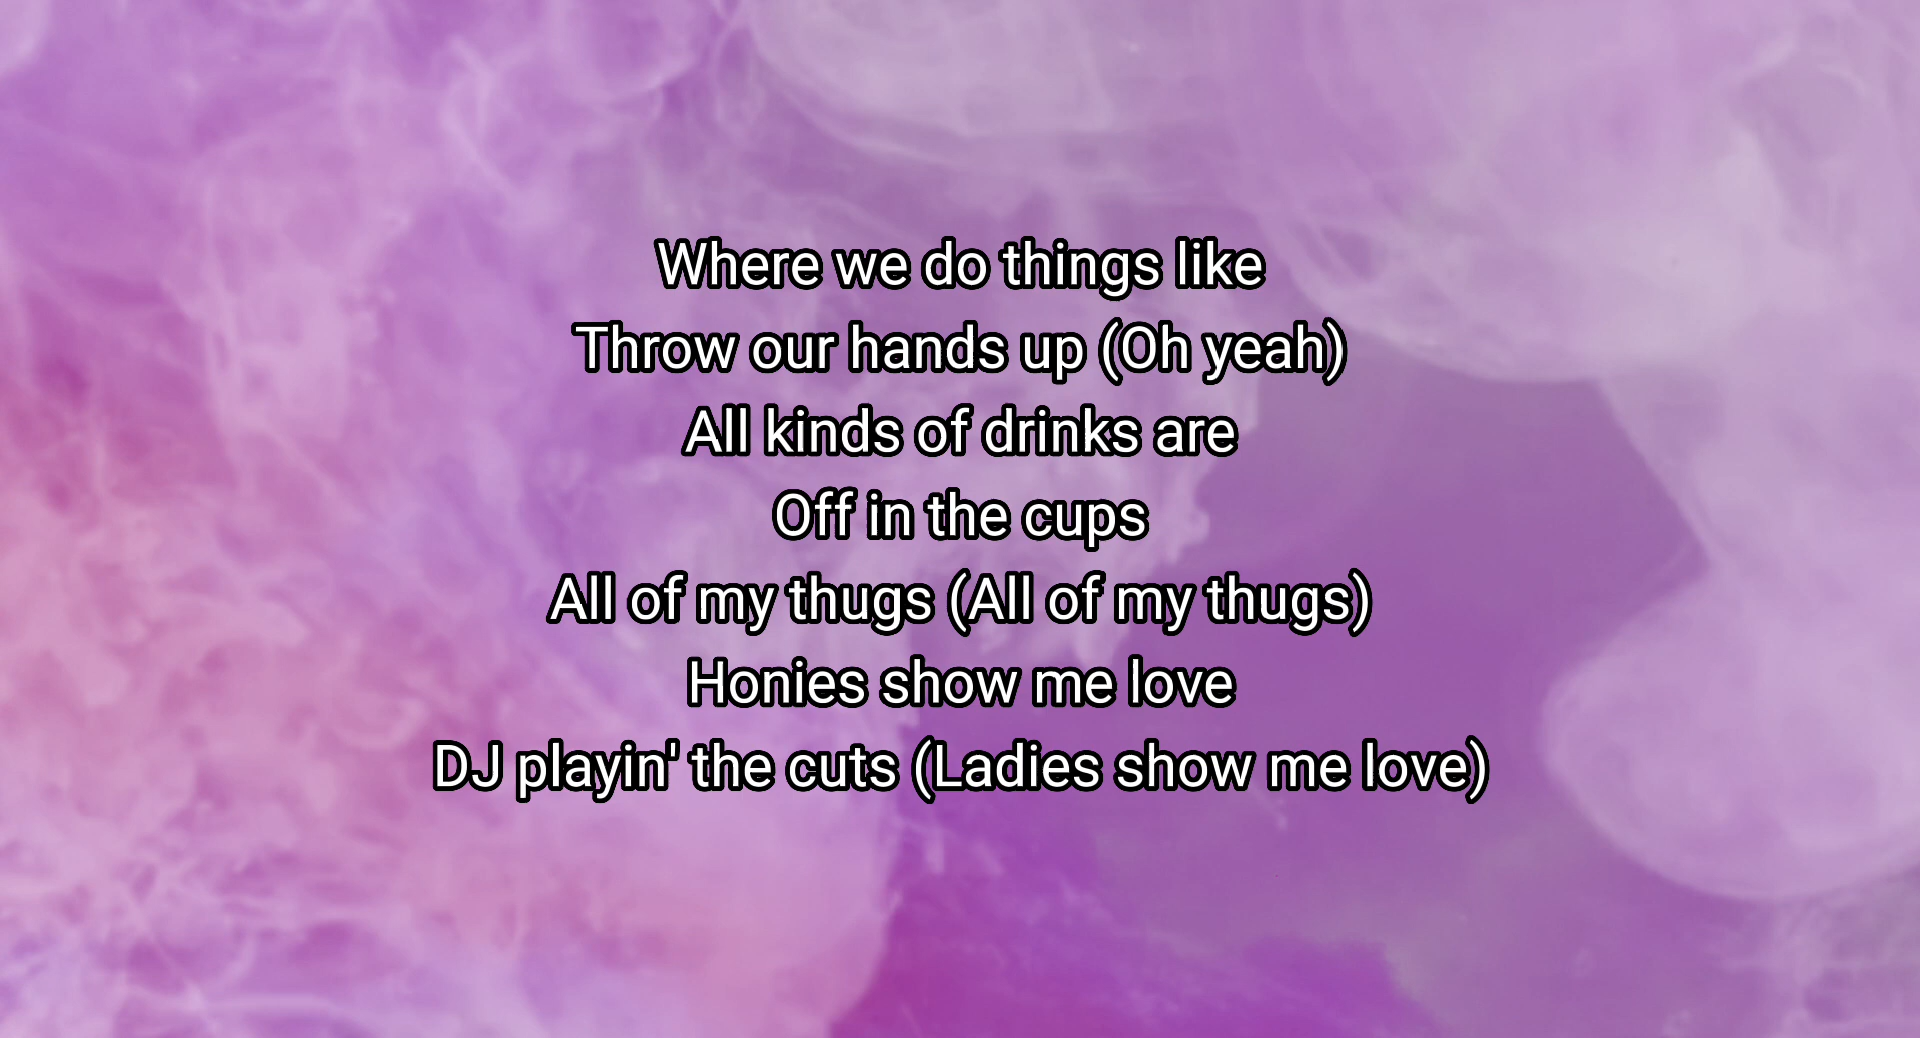 Where we do things like
Throw our hands up (Oh yeah)
All kinds of drinks are
Off in the cups
All of my thugs (All of my thugs)
Honies show me love
DJ playin' the cuts (Ladies show me love)